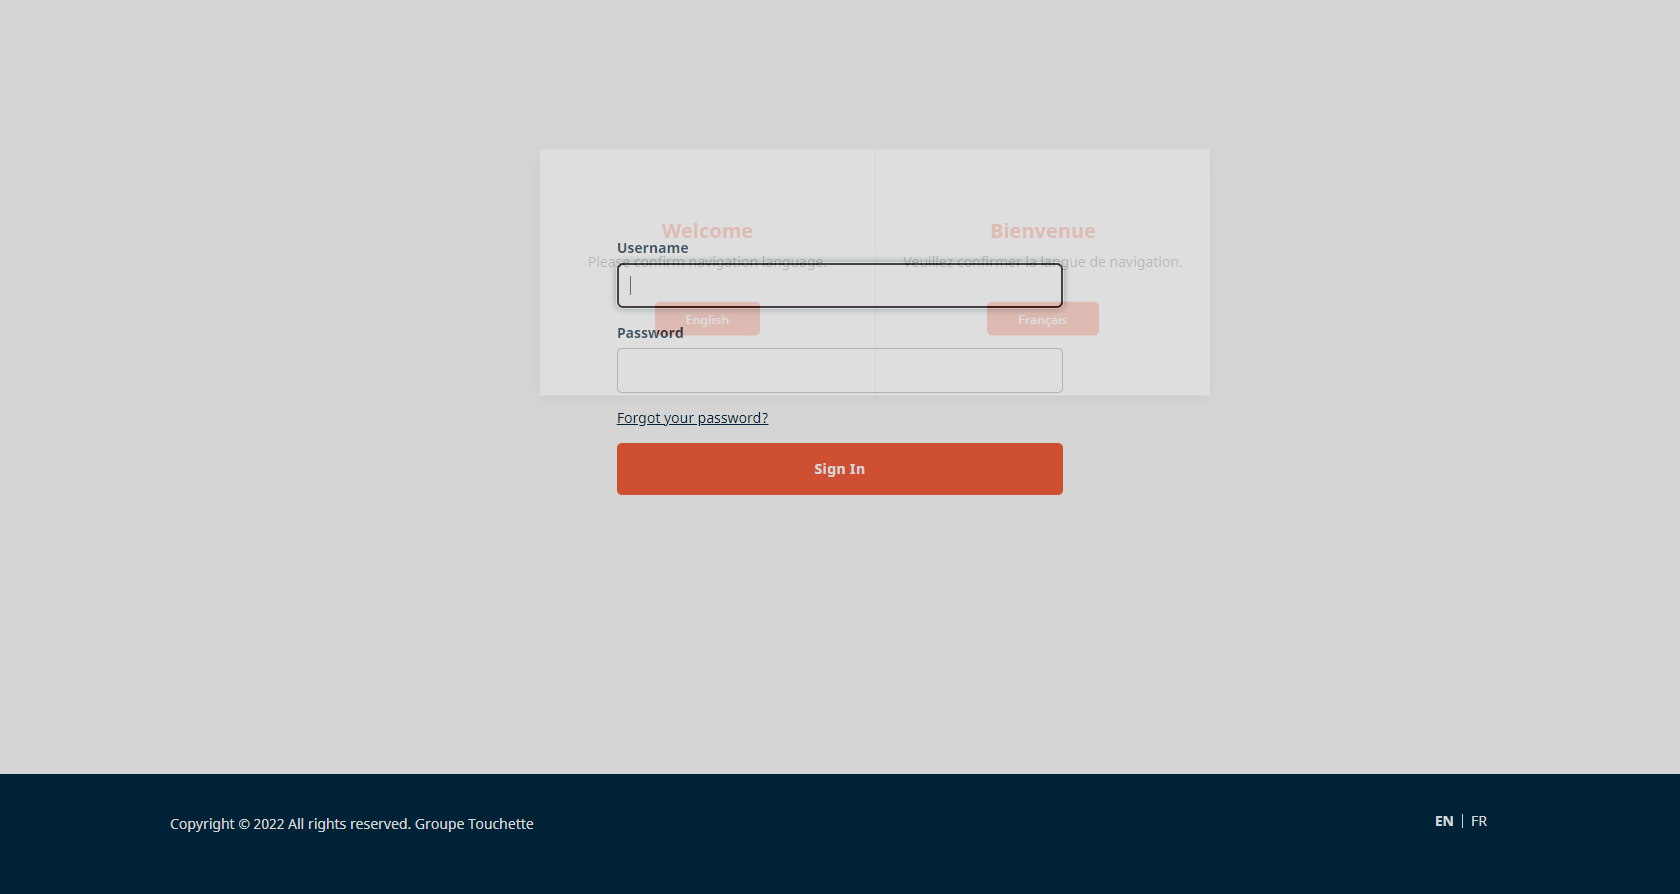 Welcome
Bienvenue
Username
Please confirm navigation language.
Veuillez confirmer la langue de navigation.
English
Français
Password
Forgot your password?
Sign In
Copyright © 2022 All rights reserved. Groupe Touchette
EN | FR